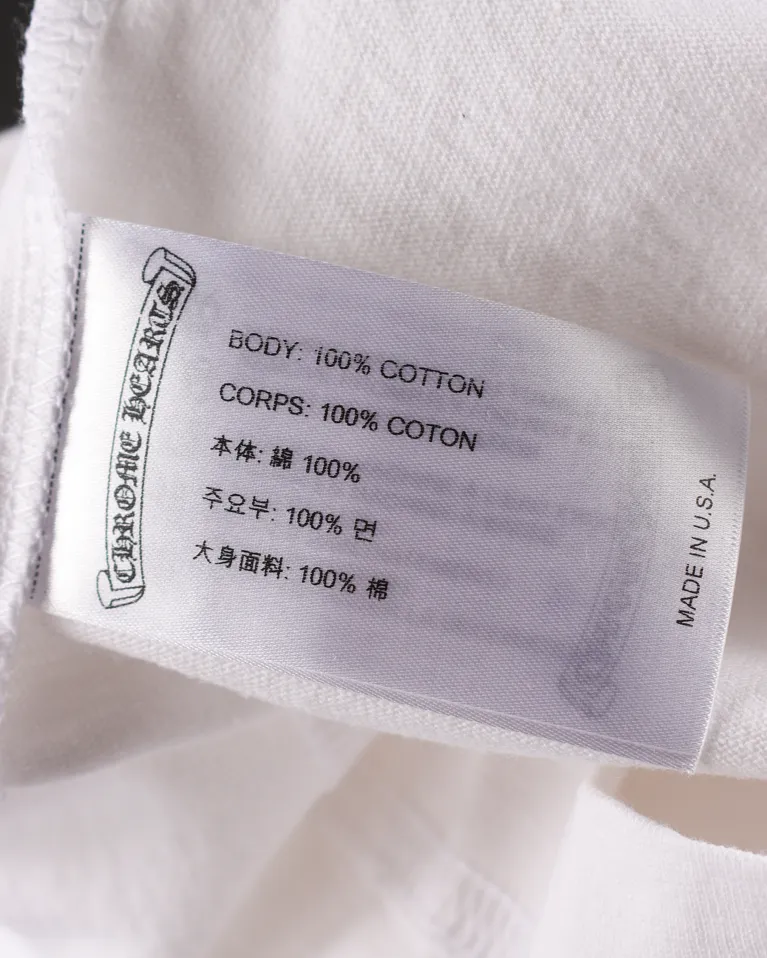 CHROME HEARTS
BODY: 100% COTTON
CORPS: 100% COTON
本体: 綿 100%
주요부: 100% 면
大身面料: 100% 棉
MADE IN U.S.A.